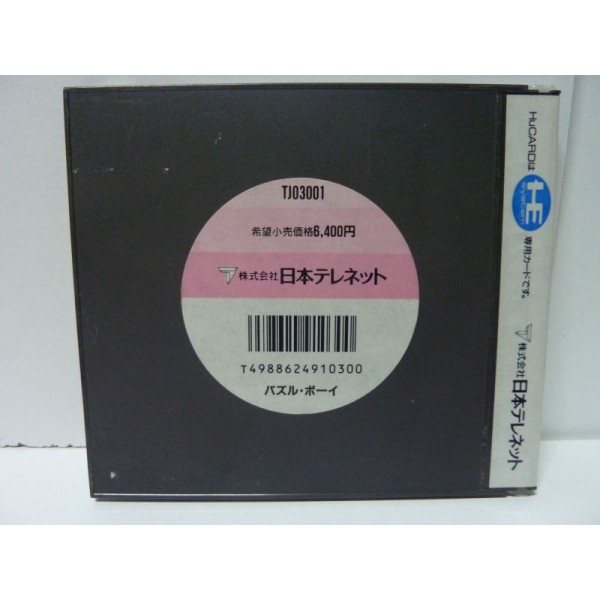 TJ03001
希望小売価格6,400円
株式会社日本テレネット
T4988624910300
パズル・ボーイ
HuCARDは
HE
system
専用カードです。
株式会社日本テレネット